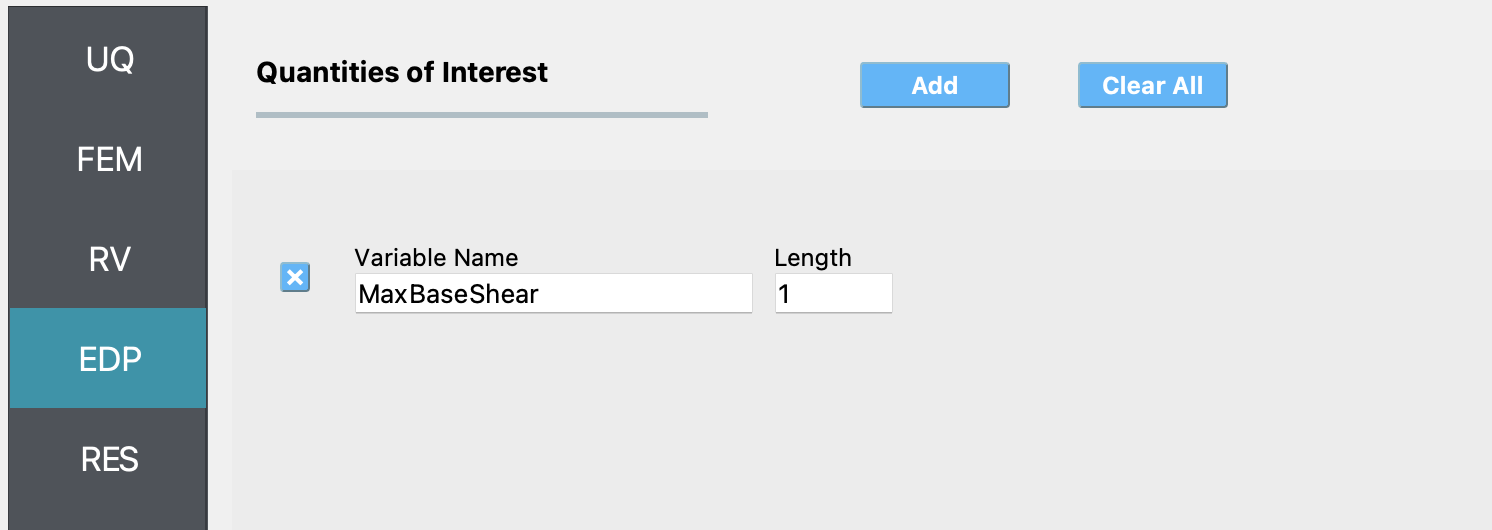 UQ
FEM
RV
EDP
RES
Quantities of Interest
Add
Clear All
Variable Name
Length
MaxBaseShear
1